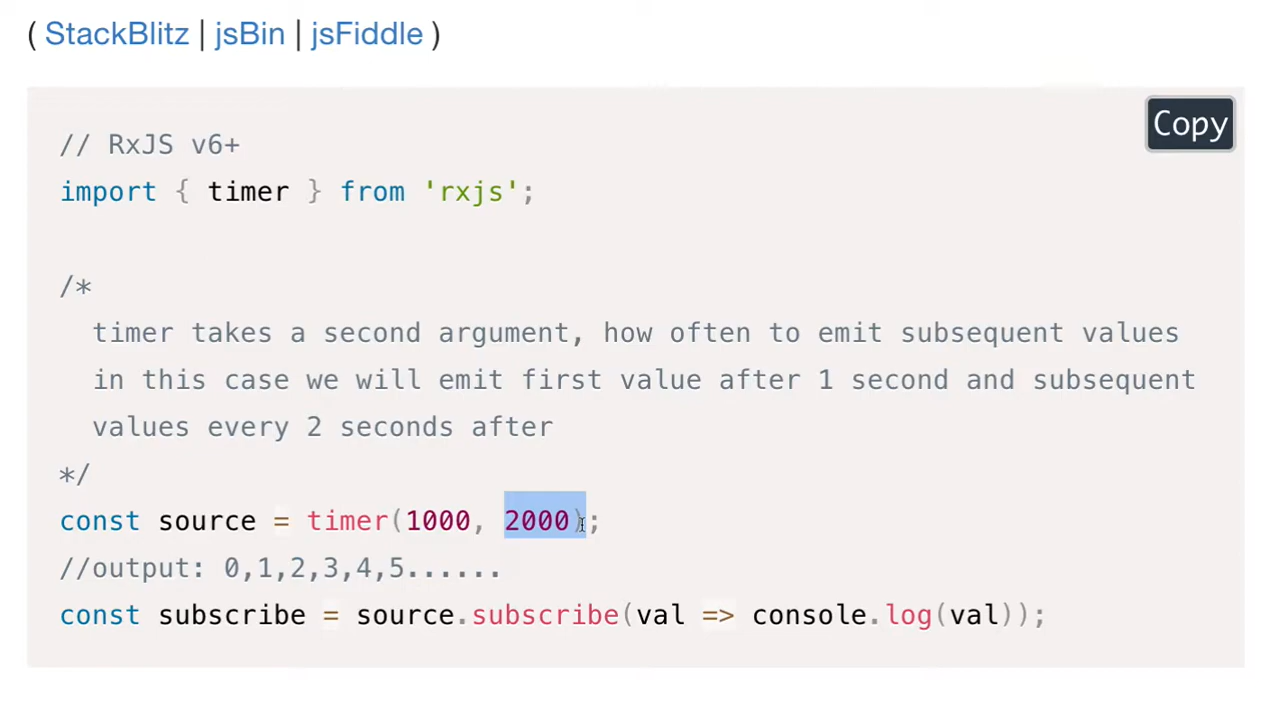 ( StackBlitz | jsBin | jsFiddle )
Copy
// RxJS v6+
import { timer } from 'rxjs';
/*
timer takes a second argument, how often to emit subsequent values
in this case we will emit first value after 1 second and subsequent
values every 2 seconds after
*/
const source = timer(1000, 2000);
//output: 0,1,2,3,4,5......
const subscribe = source.subscribe(val => console.log(val));